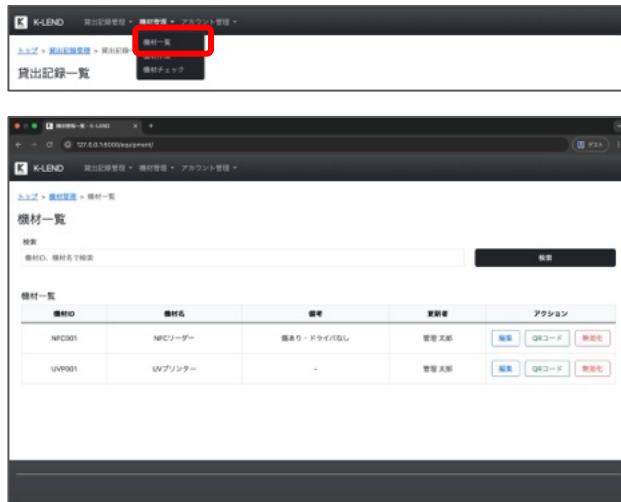 K-LEND 貸出記録管理 機材管理 アカウント管理
機材一覧
トップ > 貸出記録管理 > 貸出記録一
機材チェック
貸出記録一覧
127.0.0.1:5000/equipment/
ゲスト
K-LEND 貸出記録管理 機材管理 アカウント管理
トップ > 機材管理 > 機材一覧
機材一覧
検索
機材ID、機材名で検索 検索
機材一覧
機材ID 機材名 備考 更新者 アクション
NFC001 NFCリーダー 傷あり・ドライバなし 管理 太郎 編集 QRコード 無効化
UVP001 UVプリンター - 管理 太郎 編集 QRコード 無効化